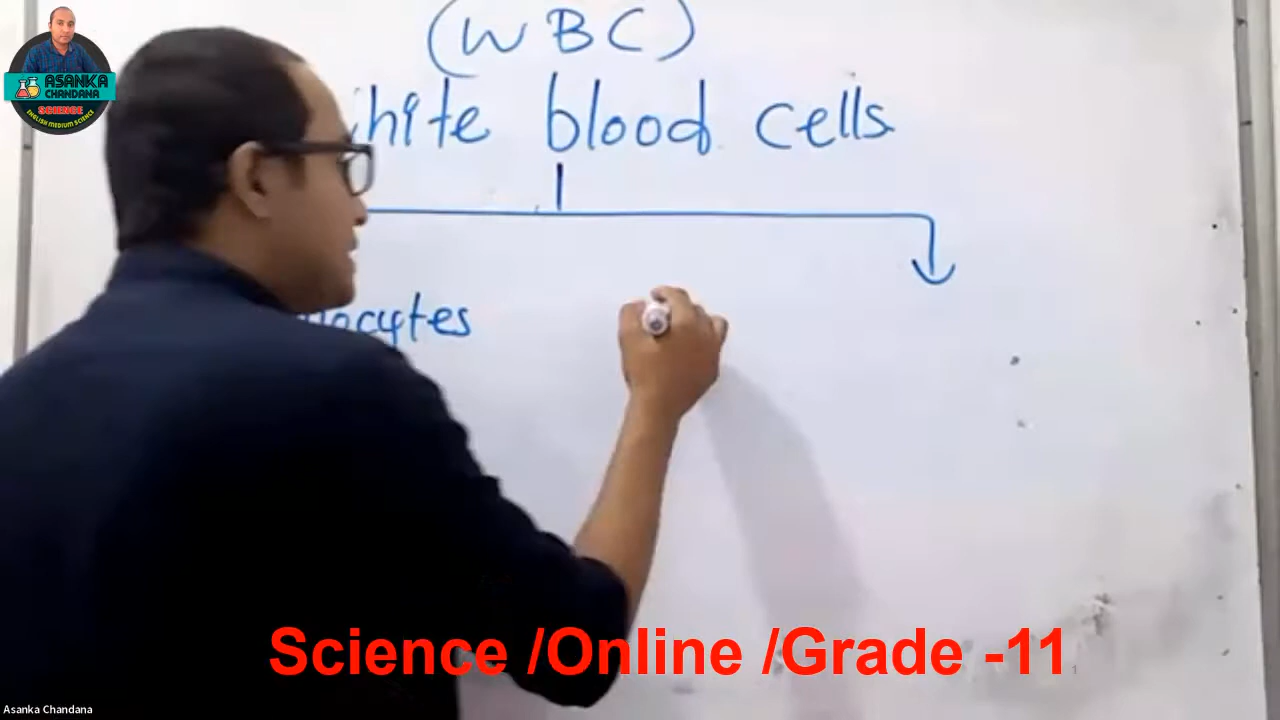 (WBC)
hite blood cells
ocytes
ASANKA
CHANDANA
SCIENCE
ENGLISH MEDIUM SCIENCE
Science /Online /Grade -11
Asanka Chandana